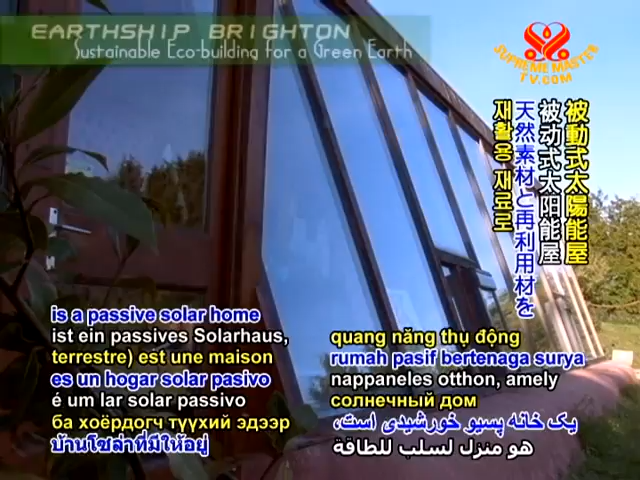 EARTHSHIP BRIGHTON
Sustainable Eco-building for a Green Earth
SUPREME MASTER
TV.COM
被動式太陽能屋
被动式太阳能屋
天然素材と再利用材を
재활용 재료로
is a passive solar home
ist ein passives Solarhaus,
terrestre) est une maison
es un hogar solar pasivo
é um lar solar passivo
ба хоёрдогч түүхий эдээр
บ้านโซล่าที่มีให้อยู่
quang năng thụ động
rumah pasif bertenaga surya
nappaneles otthon, amely
солнечный дом
یک خانه پسیو خورشیدی است،
هو منزل لسلب للطاقة